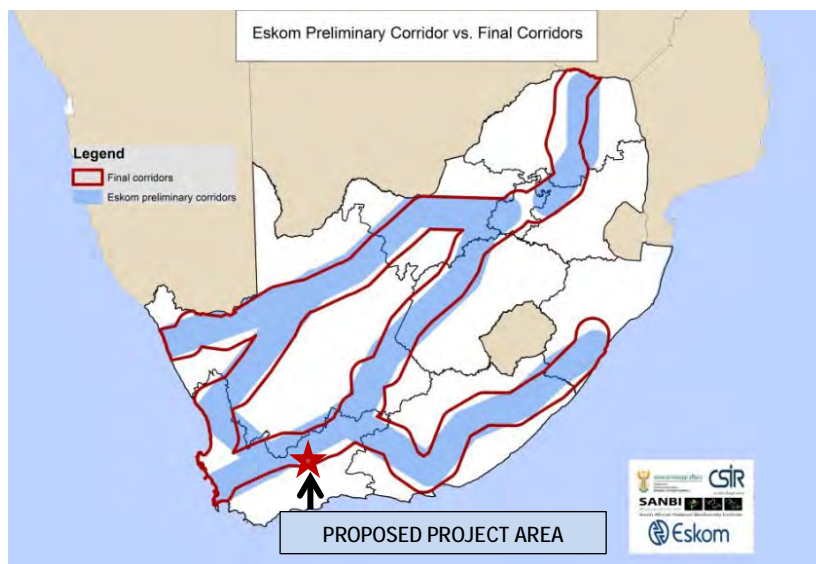 Eskom Preliminary Corridor vs. Final Corridors
Legend
Final corridors
Eskom preliminary corridors
PROPOSED PROJECT AREA
CSIR
SANBI
Eskom